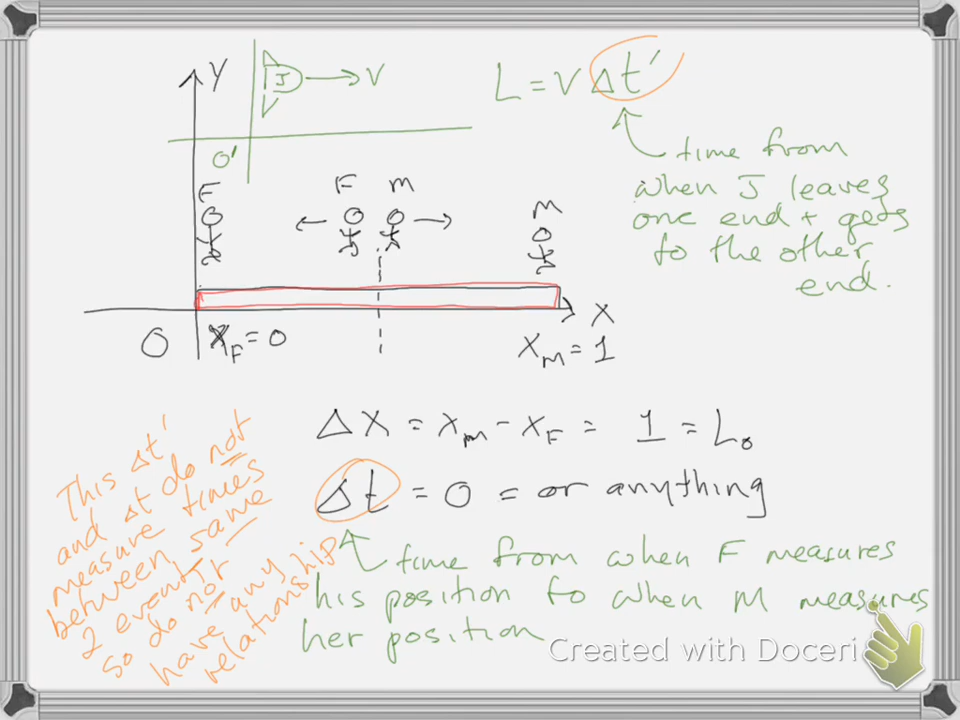 Y
J → V
L = V Δt'
O'
time from
when J leaves
one end + gets
to the other
end.
F
F M
M
X
O
X_F = 0
X_M = 1
ΔX = X_M - X_F = 1 = L_0
Δt = 0 = or anything
time from when F measures
his position to when M measures
her position
This Δt'
and Δt do not
measure times
between same
2 events
so do not
have any
relationship
Created with Doceri